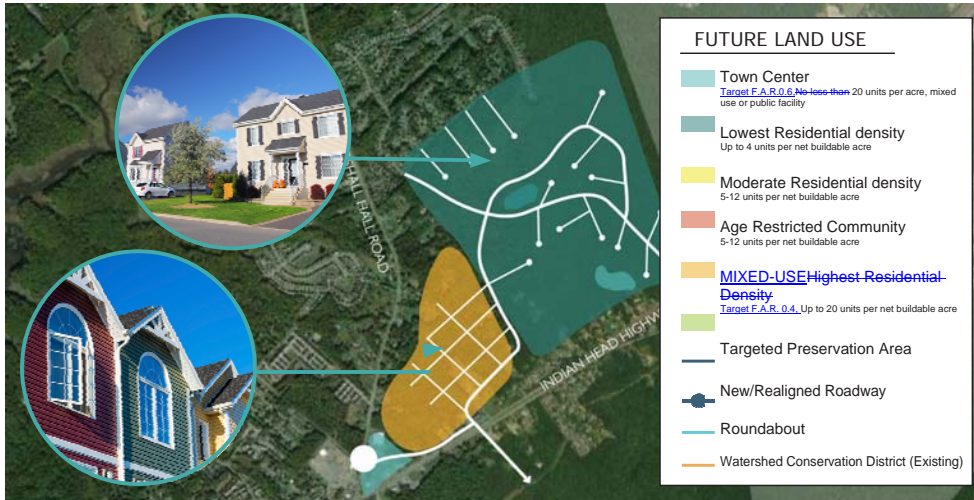 FUTURE LAND USE
Town Center
Target F.A.R.0.6,No less than 20 units per acre, mixed
use or public facility
Lowest Residential density
Up to 4 units per net buildable acre
Moderate Residential density
5-12 units per net buildable acre
Age Restricted Community
5-12 units per net buildable acre
MIXED-USEHighest Residential
Density
Target F.A.R. 0.4, Up to 20 units per net buildable acre
Targeted Preservation Area
New/Realigned Roadway
Roundabout
Watershed Conservation District (Existing)
HALL ROAD
INDIAN HEAD